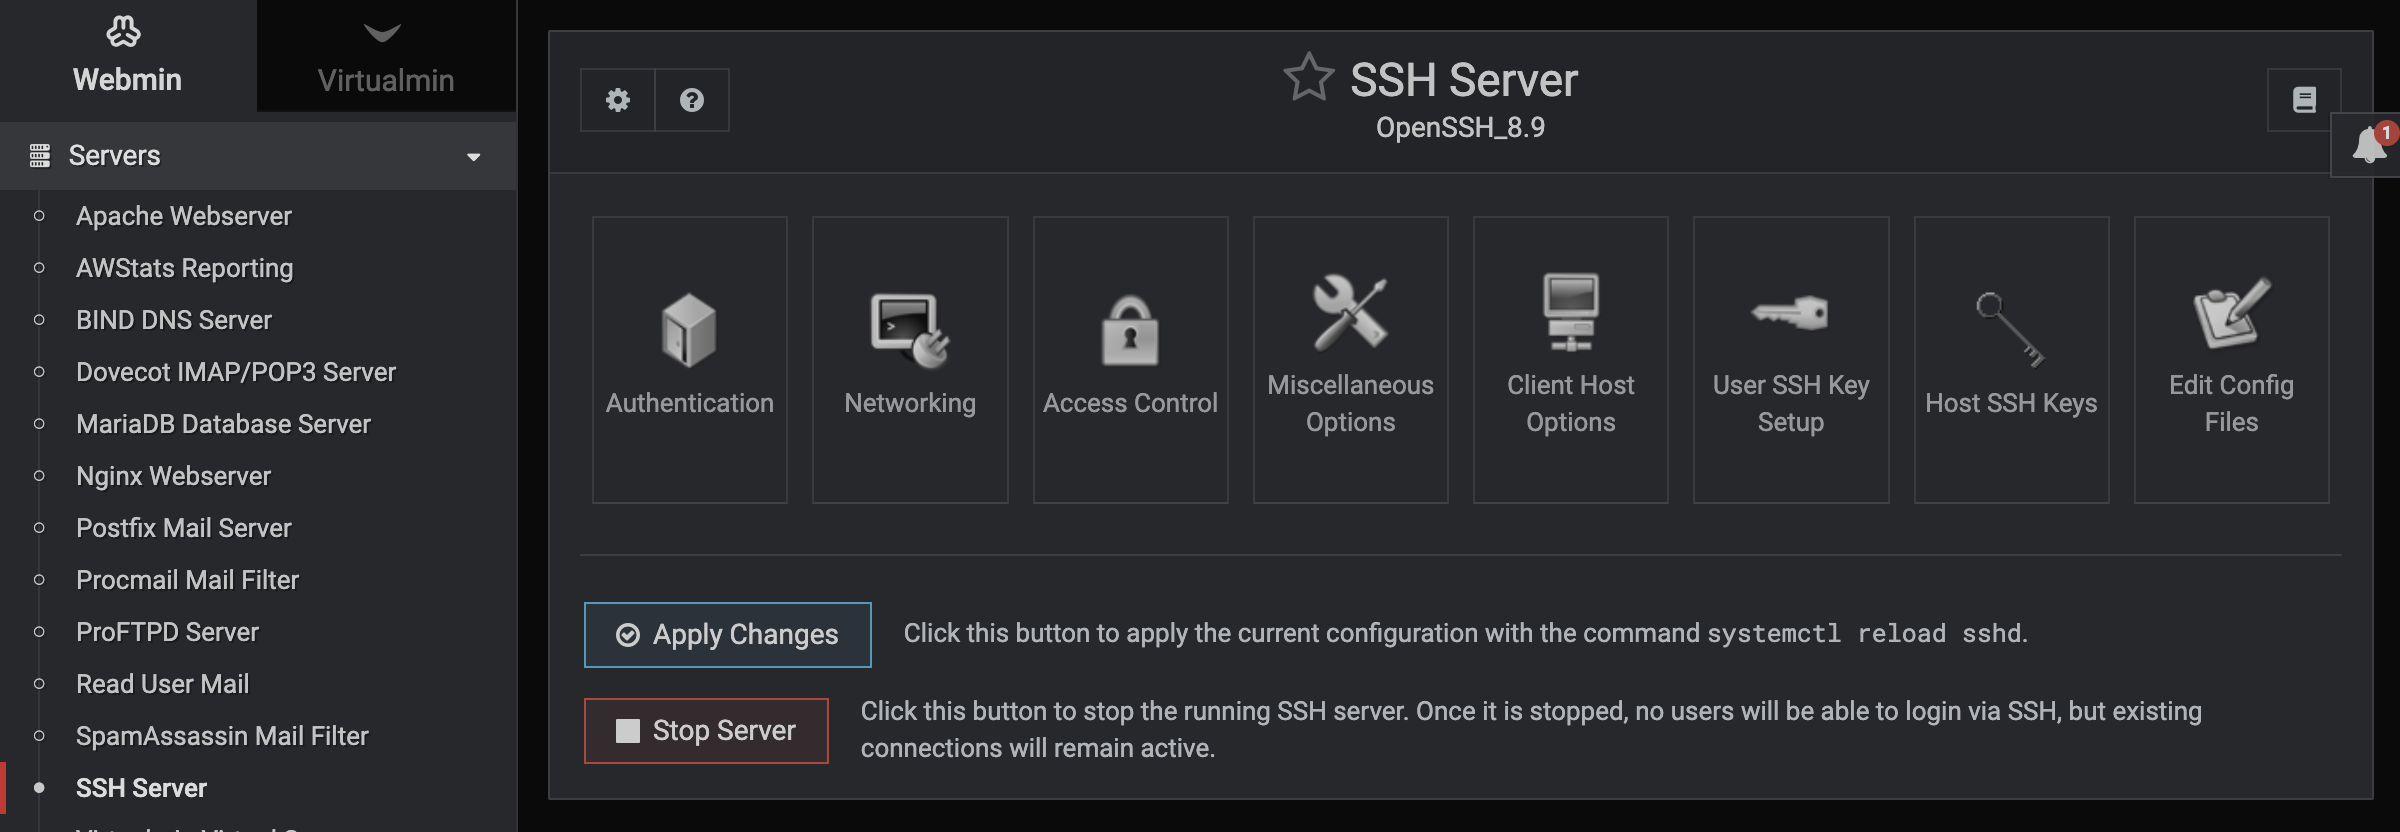 Webmin
Virtualmin
Servers
Apache Webserver
AWStats Reporting
BIND DNS Server
Dovecot IMAP/POP3 Server
MariaDB Database Server
Nginx Webserver
Postfix Mail Server
Procmail Mail Filter
ProFTPD Server
Read User Mail
SpamAssassin Mail Filter
SSH Server
SSH Server
OpenSSH_8.9
1
Authentication
Networking
Access Control
Miscellaneous
Options
Client Host
Options
User SSH Key
Setup
Host SSH Keys
Edit Config
Files
Apply Changes
Click this button to apply the current configuration with the command systemctl reload sshd.
Stop Server
Click this button to stop the running SSH server. Once it is stopped, no users will be able to login via SSH, but existing
connections will remain active.